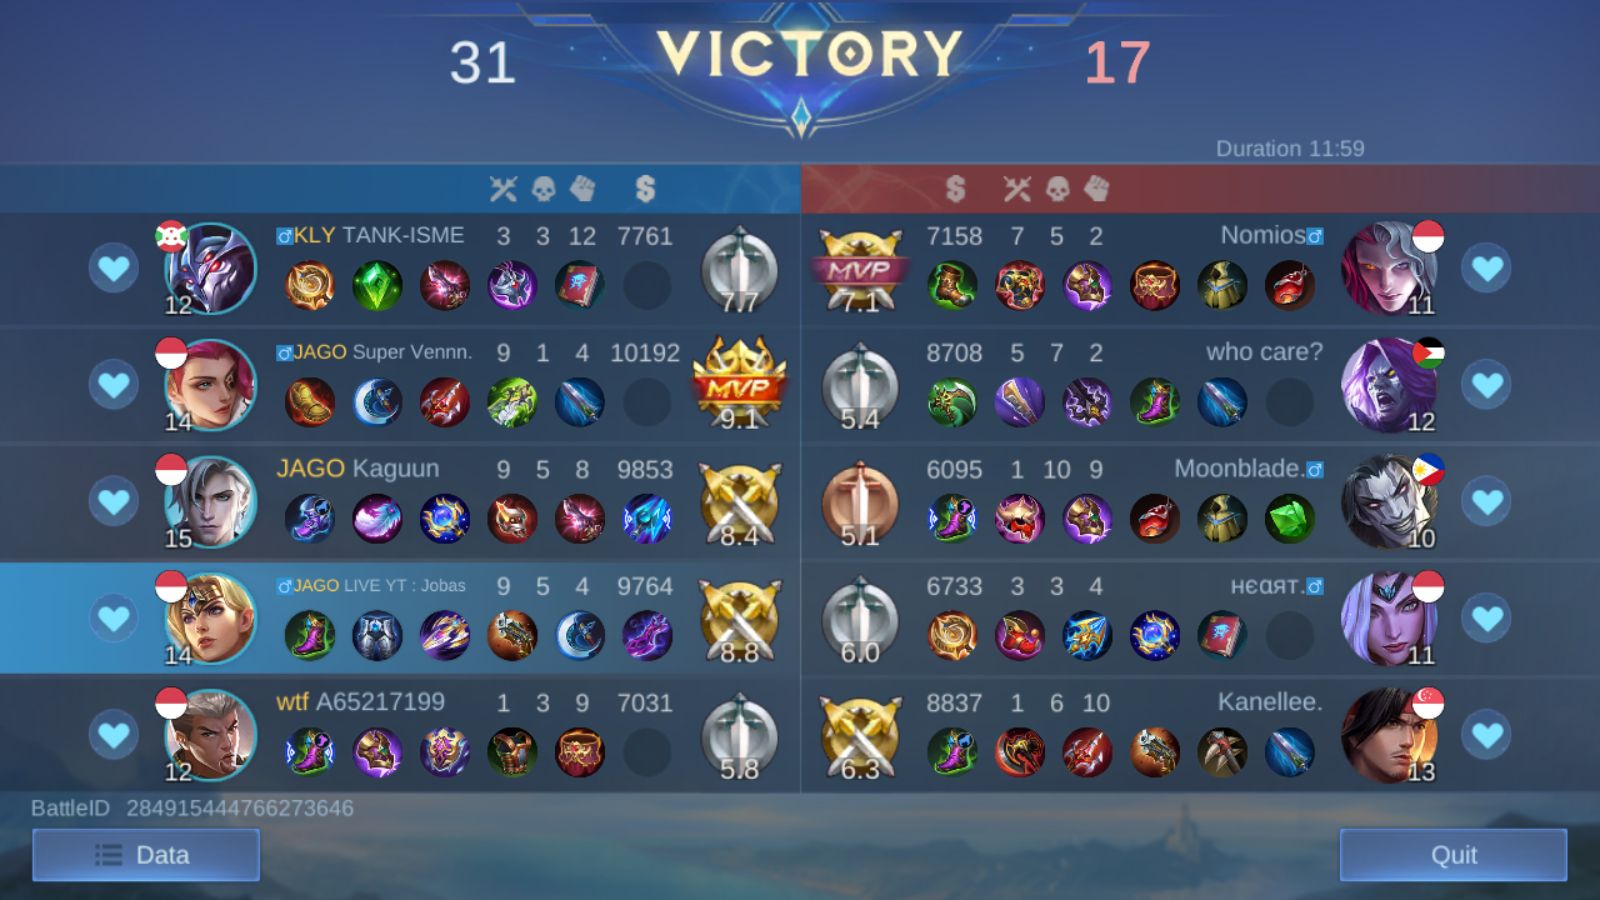 31 VICTORY 17
Duration 11:59
KLY TANK-ISME 3 3 12 7761
12 7.7
MVP 7158 7 5 2 Nomios
7.1 11
JAGO Super Vennn. 9 1 4 10192 MVP
14 9.1
8708 5 7 2 who care?
5.4 12
JAGO Kaguun 9 5 8 9853
15 8.4
6095 1 10 9 Moonblade.
5.1 10
JAGO LIVE YT : Jobas 9 5 4 9764
14 8.8
6733 3 3 4 нєαят.
6.0 11
wtf A65217199 1 3 9 7031
12 5.8
8837 1 6 10 Kanellee.
6.3 13
BattleID 284915444766273646
Data Quit